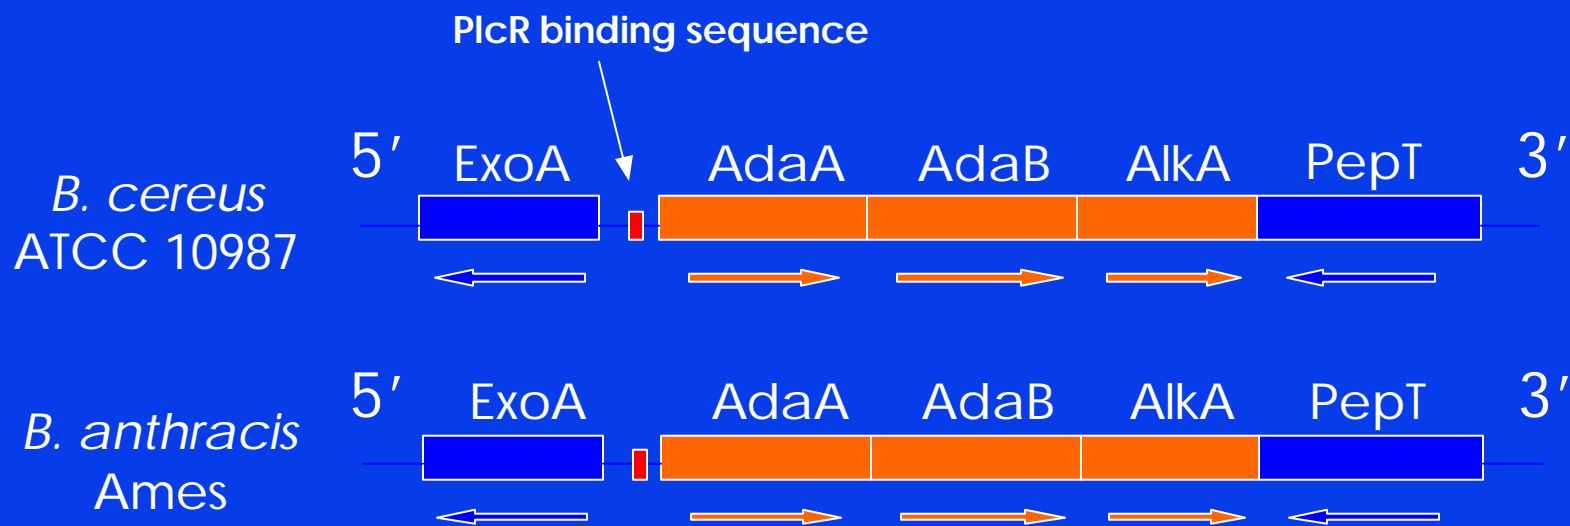 PlcR binding sequence
5′ ExoA AdaA AdaB AlkA PepT 3′
B. cereus
ATCC 10987
5′ ExoA AdaA AdaB AlkA PepT 3′
B. anthracis
Ames